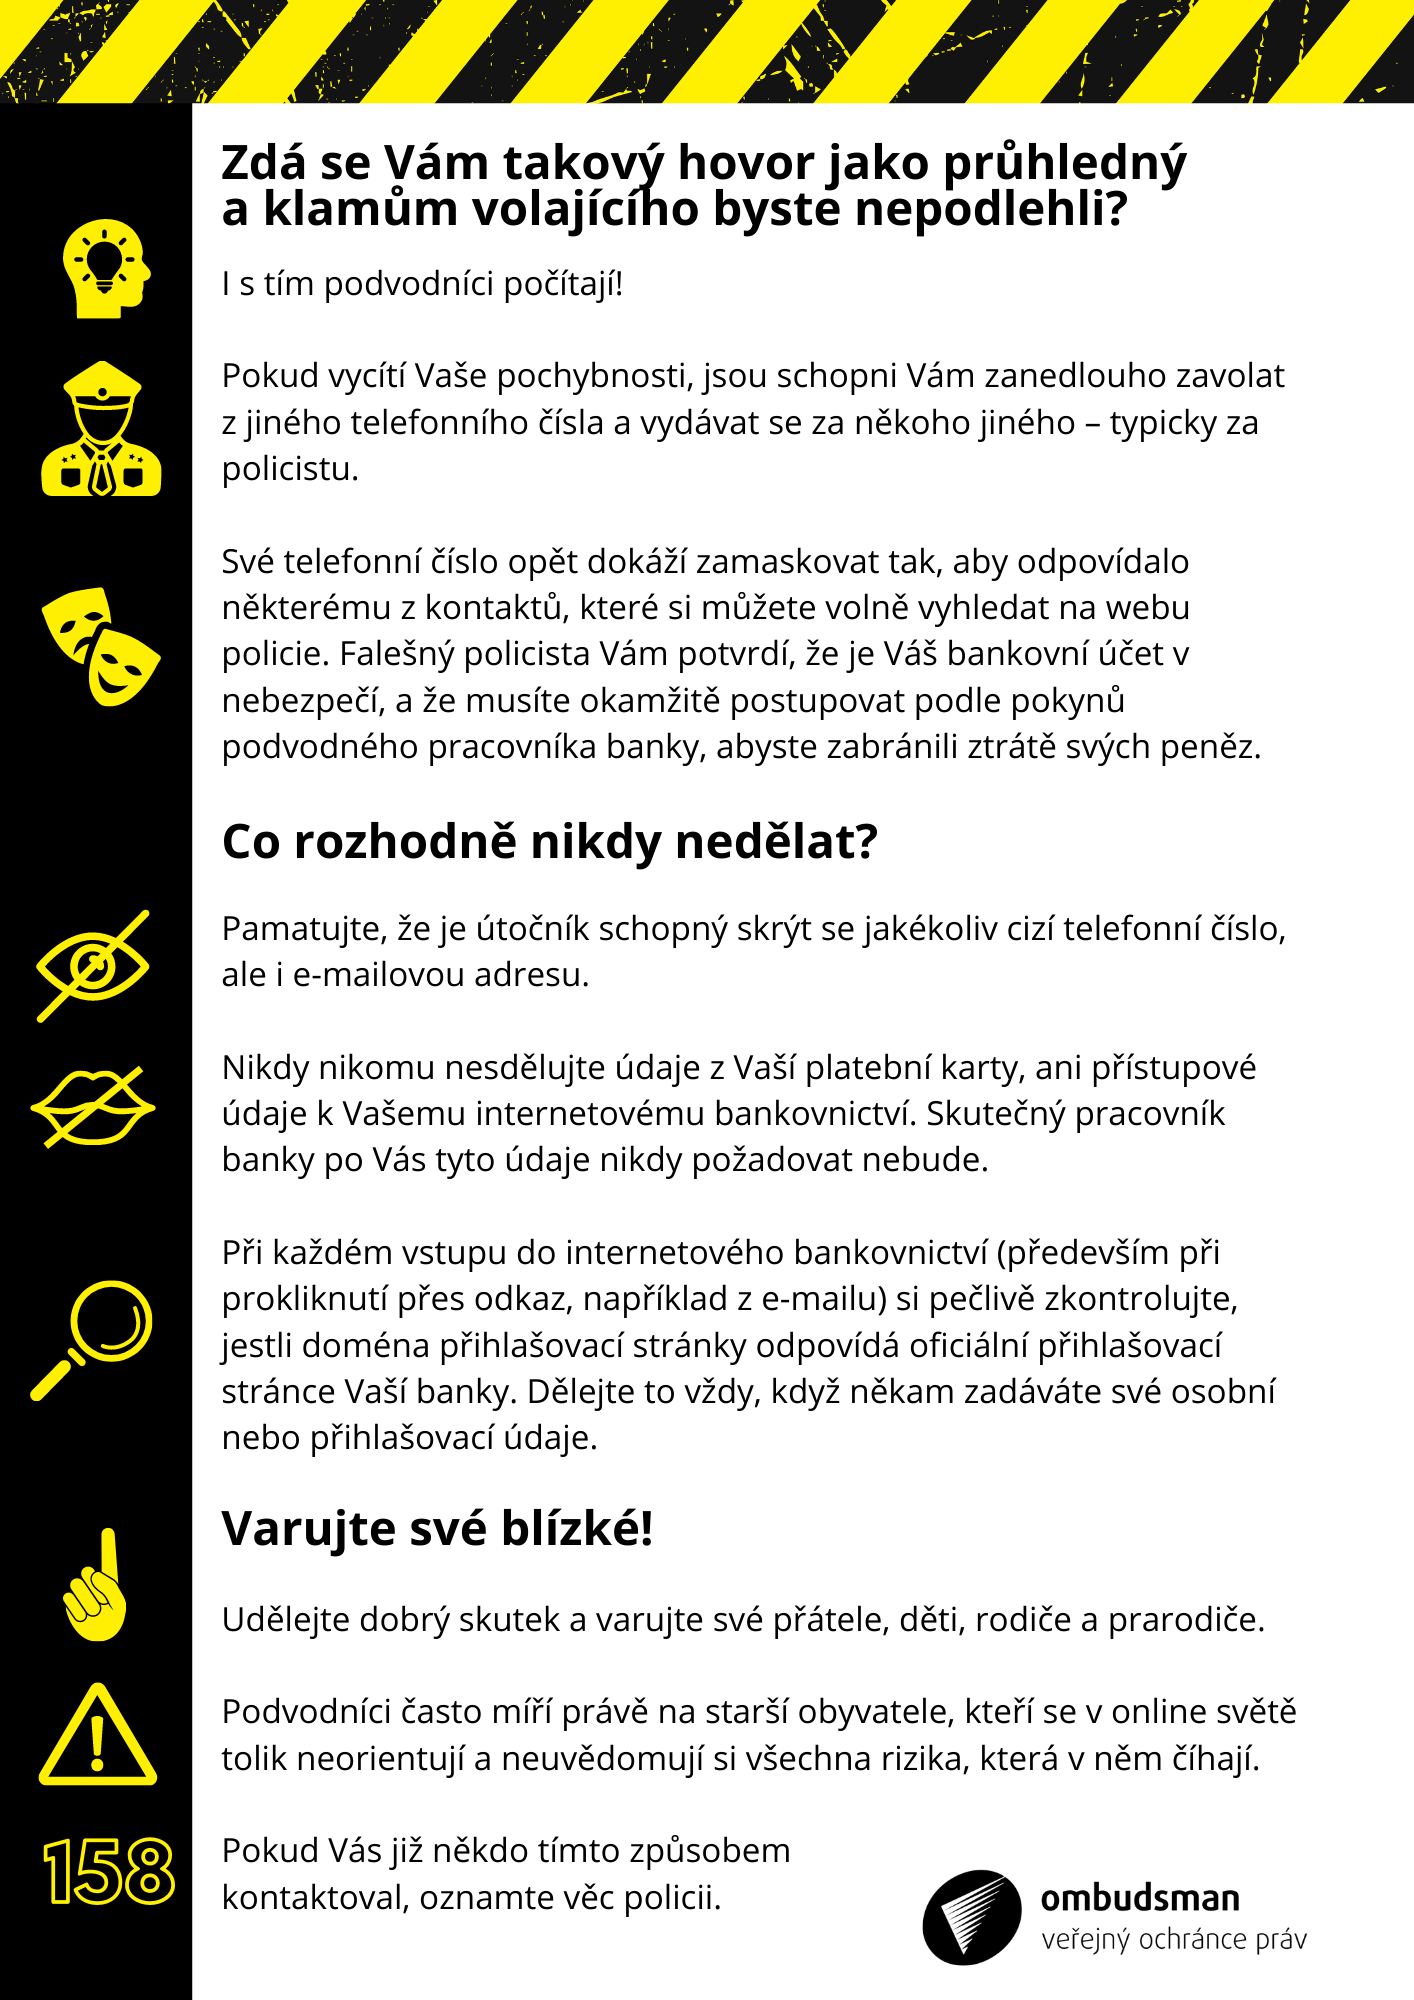 Zdá se Vám takový hovor jako průhledný
a klamům volajícího byste nepodlehli?
I s tím podvodníci počítají!
Pokud vycítí Vaše pochybnosti, jsou schopni Vám zanedlouho zavolat
z jiného telefonního čísla a vydávat se za někoho jiného – typicky za
policistu.
Své telefonní číslo opět dokáží zamaskovat tak, aby odpovídalo
některému z kontaktů, které si můžete volně vyhledat na webu
policie. Falešný policista Vám potvrdí, že je Váš bankovní účet v
nebezpečí, a že musíte okamžitě postupovat podle pokynů
podvodného pracovníka banky, abyste zabránili ztrátě svých peněz.
Co rozhodně nikdy nedělat?
Pamatujte, že je útočník schopný skrýt se jakékoliv cizí telefonní číslo,
ale i e-mailovou adresu.
Nikdy nikomu nesdělujte údaje z Vaší platební karty, ani přístupové
údaje k Vašemu internetovému bankovnictví. Skutečný pracovník
banky po Vás tyto údaje nikdy požadovat nebude.
Při každém vstupu do internetového bankovnictví (především při
prokliknutí přes odkaz, například z e-mailu) si pečlivě zkontrolujte,
jestli doména přihlašovací stránky odpovídá oficiální přihlašovací
stránce Vaší banky. Dělejte to vždy, když někam zadáváte své osobní
nebo přihlašovací údaje.
Varujte své blízké!
Udělejte dobrý skutek a varujte své přátele, děti, rodiče a prarodiče.
Podvodníci často míří právě na starší obyvatele, kteří se v online světě
tolik neorientují a neuvědomují si všechna rizika, která v něm číhají.
158
Pokud Vás již někdo tímto způsobem
kontaktoval, oznamte věc policii.
ombudsman
veřejný ochránce práv